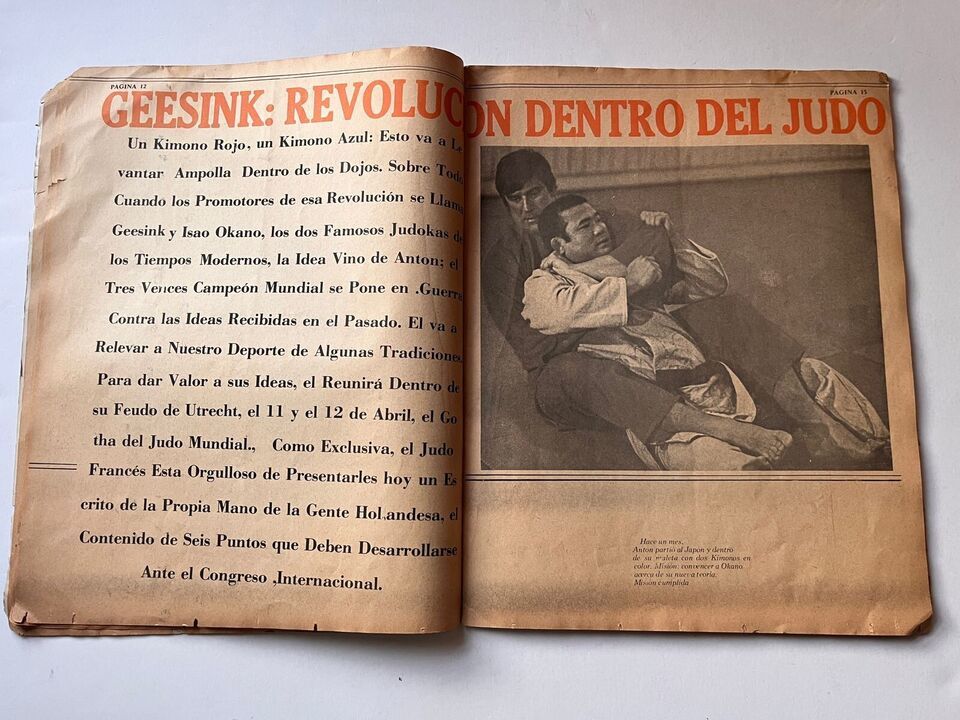 PAGINA 12
PAGINA 15
GEESINK: REVOLUC ON DENTRO DEL JUDO
Un Kimono Rojo, un Kimono Azul: Esto va a Le
vantar Ampolla Dentro de los Dojos. Sobre Todo
Cuando los Promotores de esa Revolución se Llama
Geesink y Isao Okano, los dos Famosos Judokas de
los Tiempos Modernos, la Idea Vino de Anton; el
Tres Veces Campeón Mundial se Pone en .Guerra
Contra las Ideas Recibidas en el Pasado. El va a
Relevar a Nuestro Deporte de Algunas Tradiciones.
Para dar Valor a sus Ideas, el Reunirá Dentro de
su Feudo de Utrecht, el 11 y el 12 de Abril, el Go
tha del Judo Mundial., Como Exclusiva, el Judo
Francés Esta Orgulloso de Presentarles hoy un Es
crito de la Propia Mano de la Gente Holandesa, el
Contenido de Seis Puntos que Deben Desarrollarse
Ante el Congreso ,Internacional.
Hace un mes.
Anton partió al Japón y dentro
de su maleta con dos Kimonos en
color. Misión: convencer a Okano
acerca de su nueva teoría.
Misión cumplida